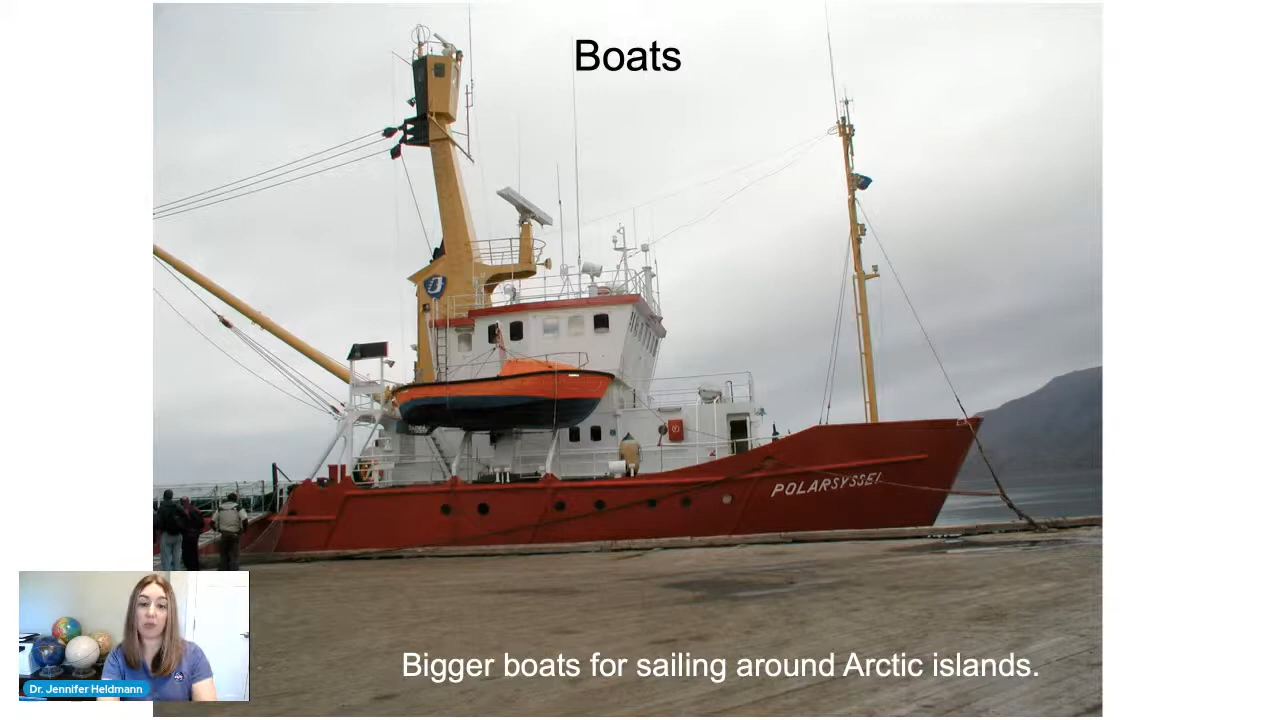 Boats
POLARSYSSEL
Bigger boats for sailing around Arctic islands.
Dr. Jennifer Heldmann